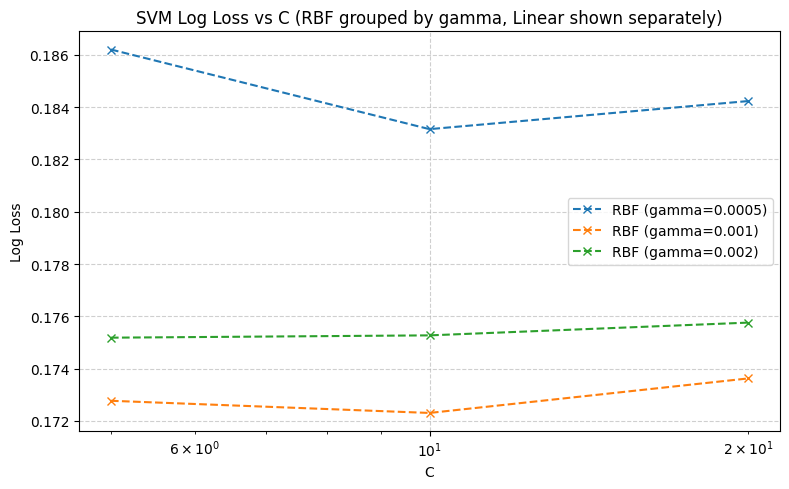 SVM Log Loss vs C (RBF grouped by gamma, Linear shown separately)
Log Loss
0.186
0.184
0.182
0.180
0.178
0.176
0.174
0.172
RBF (gamma=0.0005)
RBF (gamma=0.001)
RBF (gamma=0.002)
6 × 10⁰
10¹
2 × 10¹
C